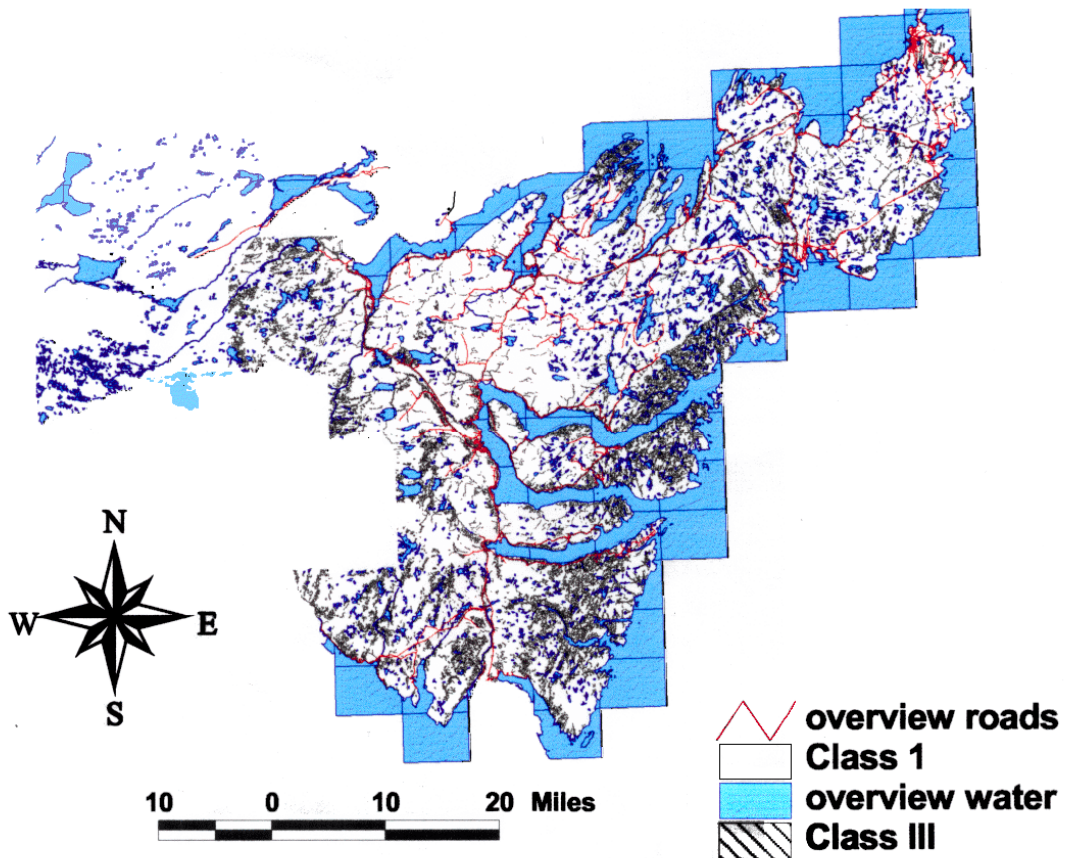 N
W E
S
overview roads
Class 1
overview water
Class III
10 0 10 20 Miles